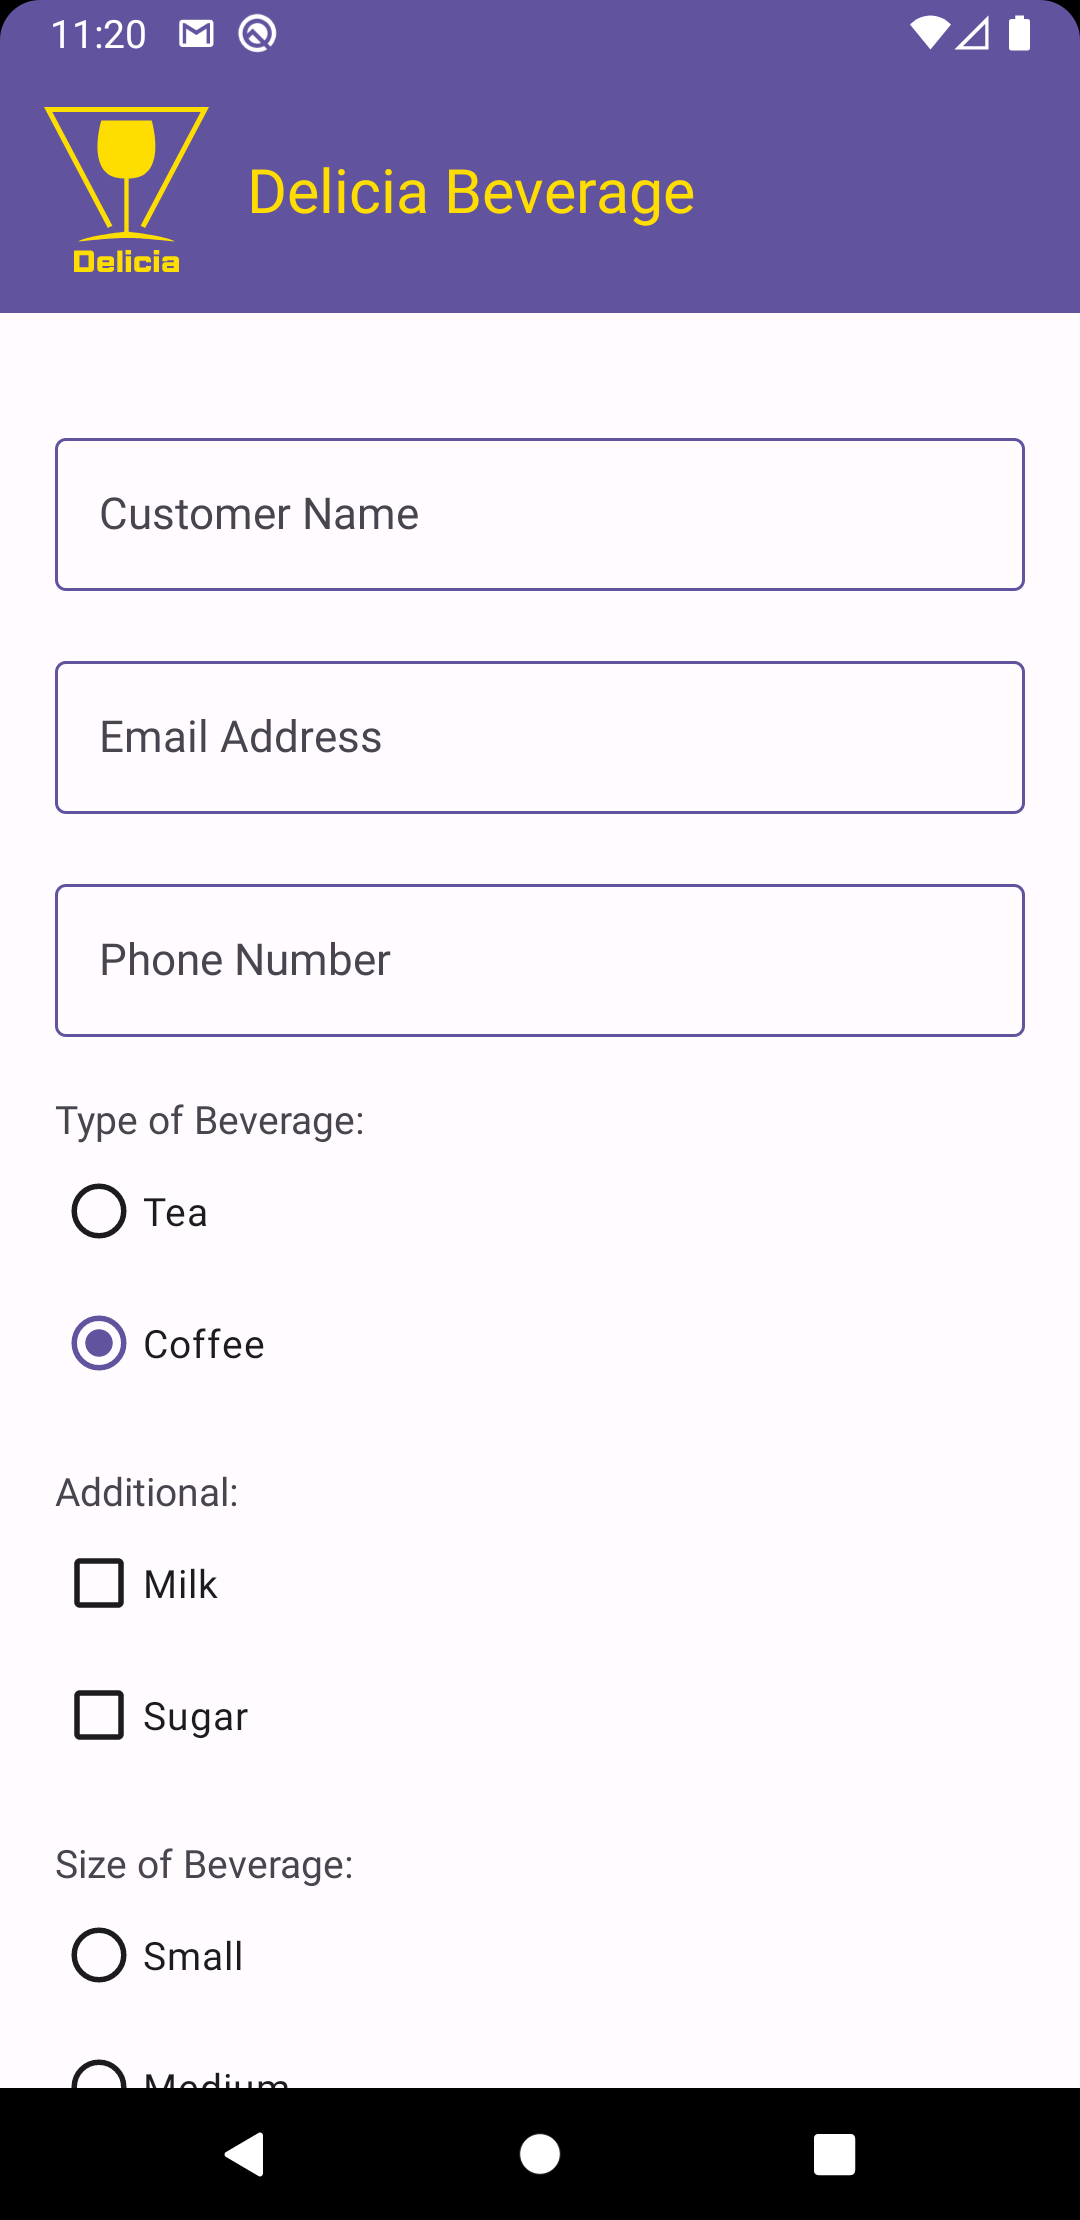 11:20
Delicia Beverage
Delicia
Customer Name
Email Address
Phone Number
Type of Beverage:
Tea
Coffee
Additional:
Milk
Sugar
Size of Beverage:
Small
Medium